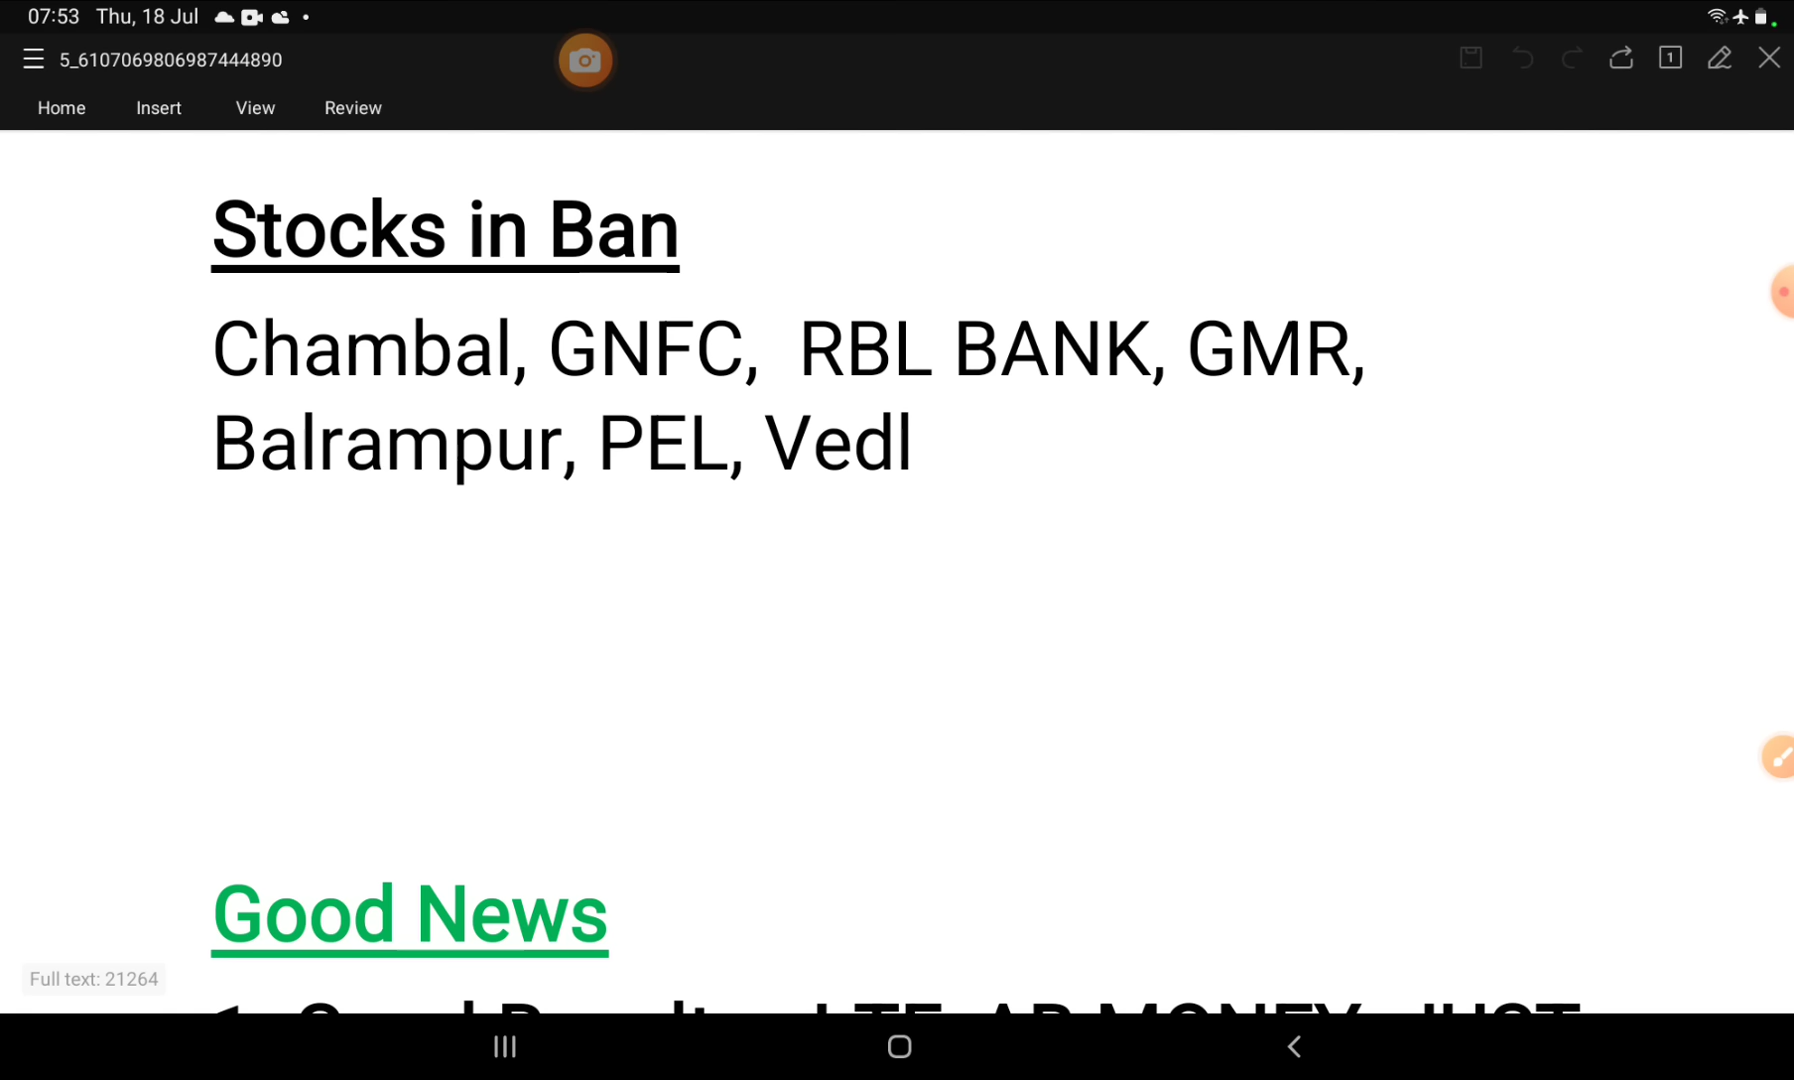 07:53 Thu, 18 Jul
5_6107069806987444890
1
Home Insert View Review
Stocks in Ban
Chambal, GNFC, RBL BANK, GMR,
Balrampur, PEL, Vedl
Good News
Full text: 21264